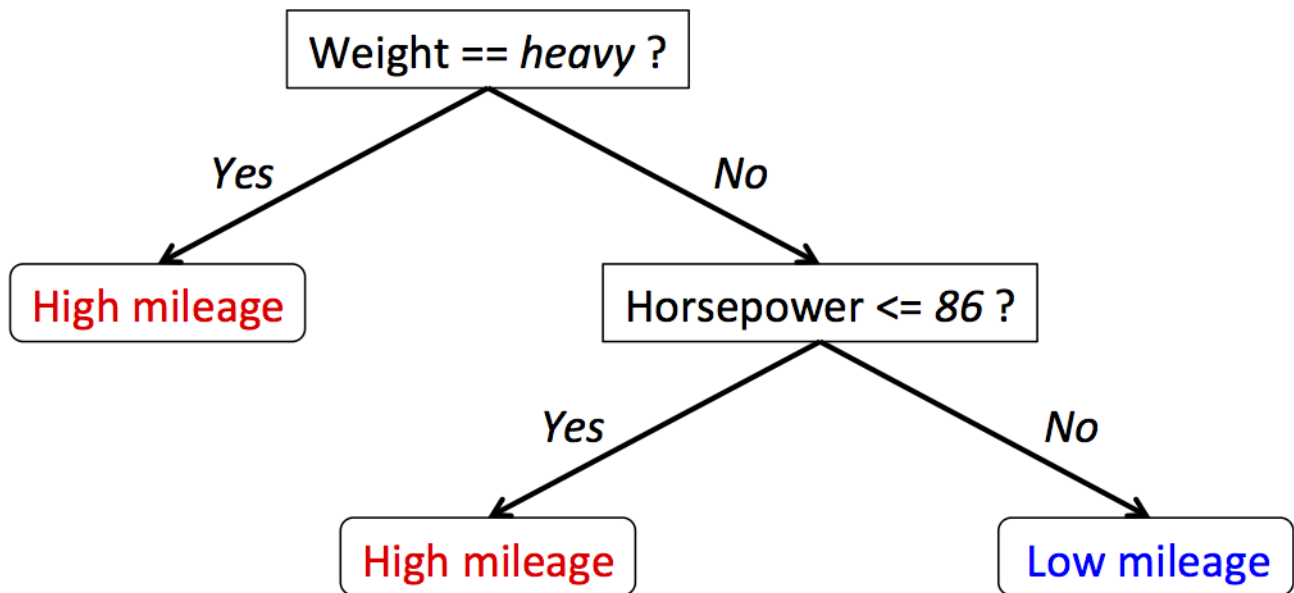 Weight == heavy ?
Yes
No
High mileage
Horsepower <= 86 ?
Yes
No
High mileage
Low mileage